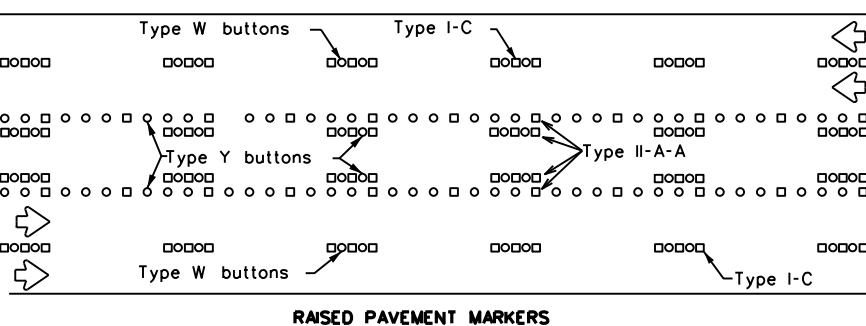 Type W buttons
Type I-C
Type Y buttons
Type II-A-A
Type W buttons
Type I-C
RAISED PAVEMENT MARKERS